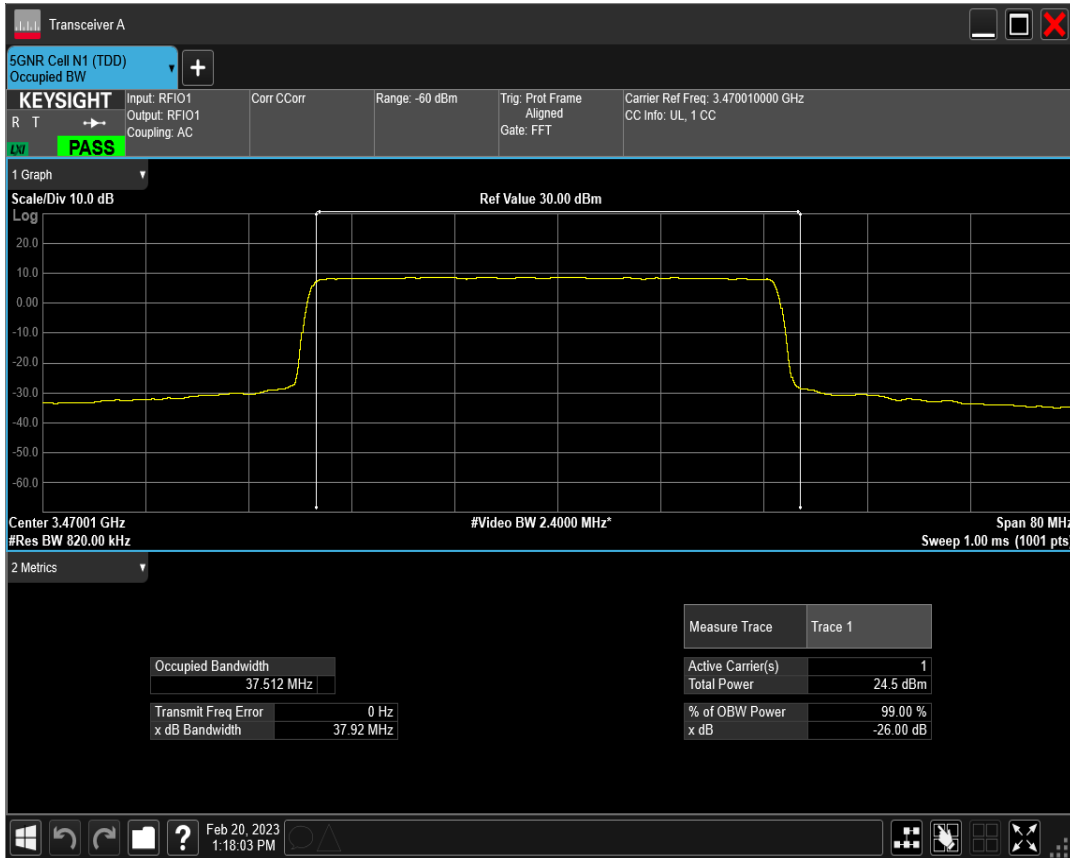 Transceiver A
5GNR Cell N1 (TDD)
Occupied BW
+
KEYSIGHT
R T
LXI
PASS
Input: RFIO1
Output: RFIO1
Coupling: AC
Corr CCorr
Range: -60 dBm
Trig: Prot Frame
Aligned
Gate: FFT
Carrier Ref Freq: 3.470010000 GHz
CC Info: UL, 1 CC
1 Graph
Scale/Div 10.0 dB
Ref Value 30.00 dBm
Log
20.0
10.0
0.00
-10.0
-20.0
-30.0
-40.0
-50.0
-60.0
Center 3.47001 GHz
#Video BW 2.4000 MHz*
Span 80 MHz
#Res BW 820.00 kHz
Sweep 1.00 ms (1001 pts)
2 Metrics
Measure Trace Trace 1
Occupied Bandwidth
37.512 MHz
Active Carrier(s) 1
Total Power 24.5 dBm
Transmit Freq Error 0 Hz
x dB Bandwidth 37.92 MHz
% of OBW Power 99.00 %
x dB -26.00 dB
?
Feb 20, 2023
1:18:03 PM